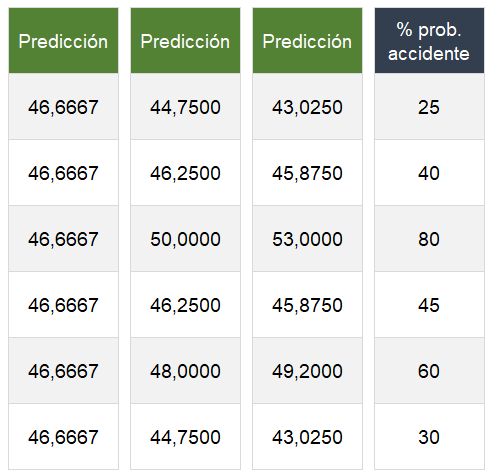 Predicción Predicción Predicción % prob. accidente
46,6667 44,7500 43,0250 25
46,6667 46,2500 45,8750 40
46,6667 50,0000 53,0000 80
46,6667 46,2500 45,8750 45
46,6667 48,0000 49,2000 60
46,6667 44,7500 43,0250 30